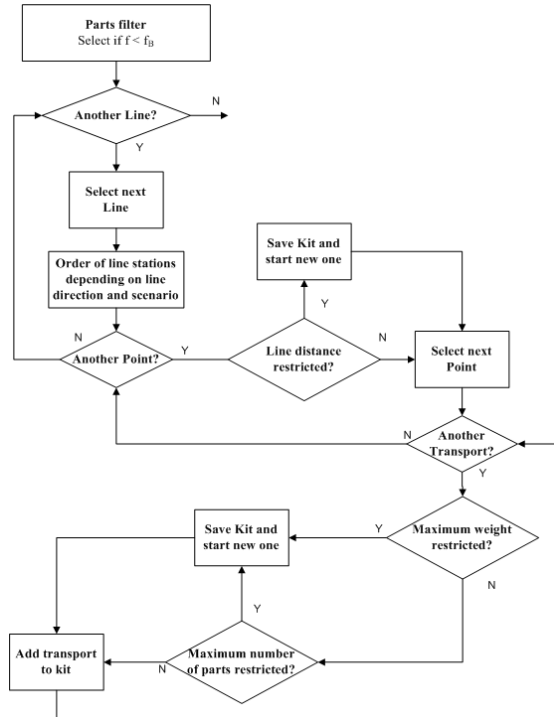 Parts filter
Select if f < fB
Another Line?
N
Y
Select next
Line
Order of line stations
depending on line
direction and scenario
Save Kit and
start new one
N
Y
Another Point?
Y
Line distance
restricted?
N
Select next
Point
N
Another
Transport?
Y
Save Kit and
start new one
Y
Maximum weight
restricted?
N
Y
Add transport
to kit
N
Maximum number
of parts restricted?